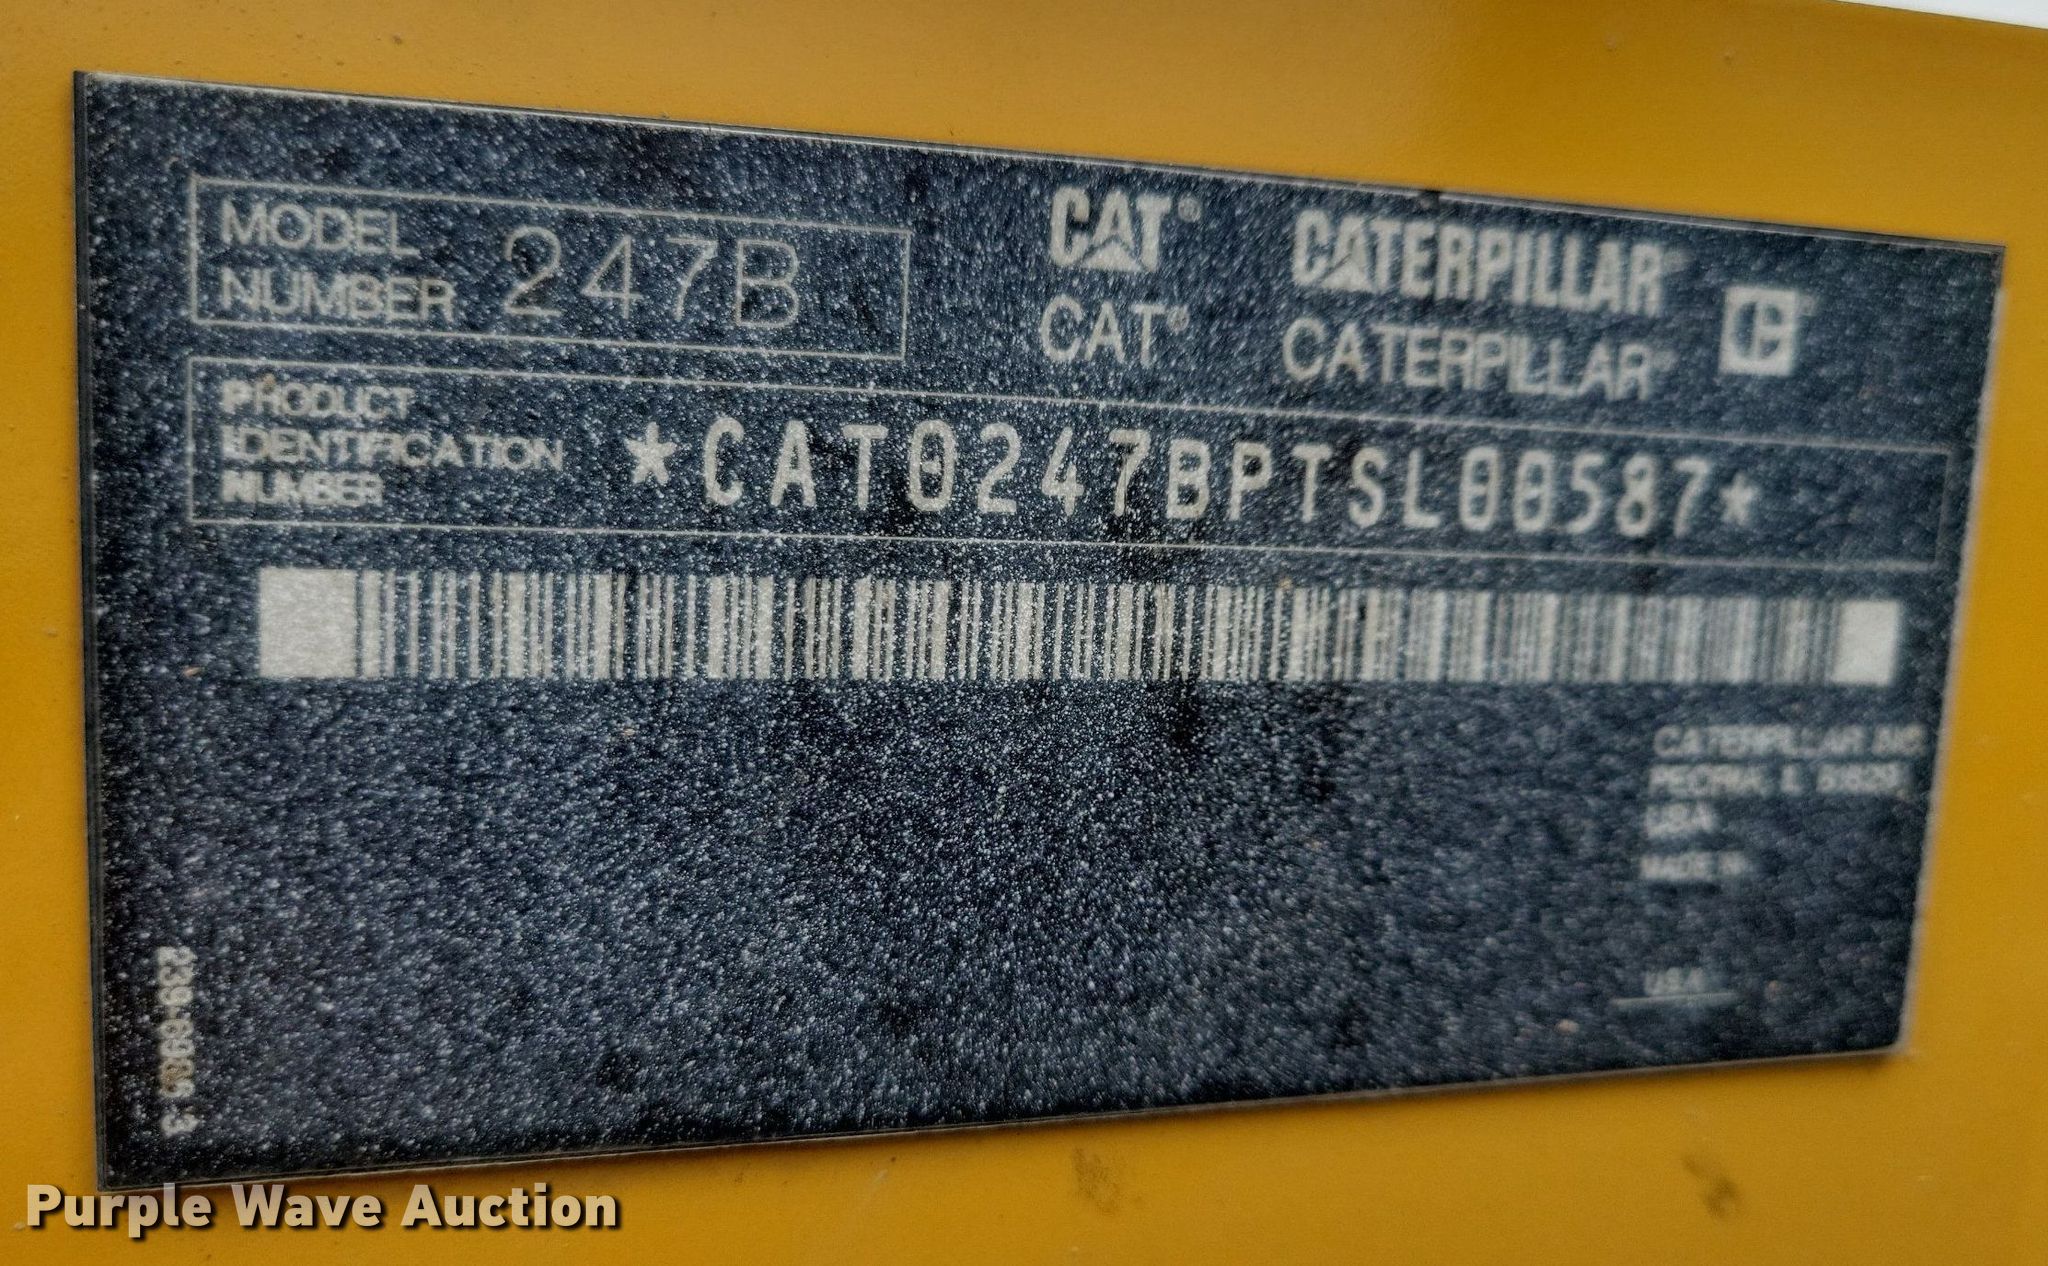 MODEL
NUMBER 247B
CAT® CATERPILLAR®
CAT® CATERPILLAR®
PRODUCT
IDENTIFICATION
NUMBER
*CAT0247BPTSL00587*
CATERPILLAR INC
PEORIA IL 61629
USA
MADE IN
USA
Purple Wave Auction